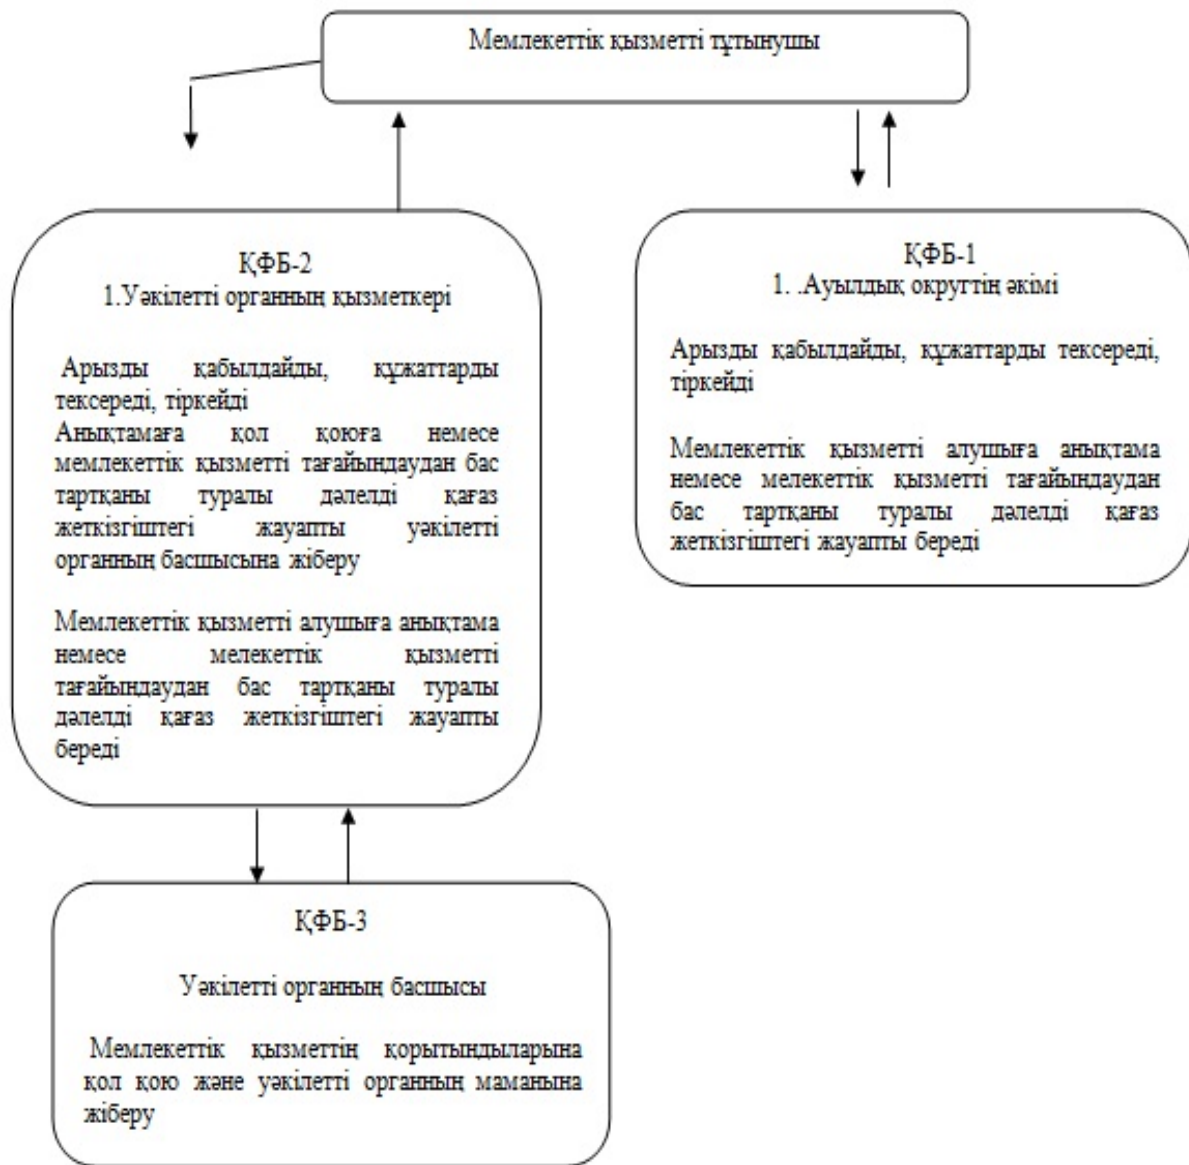 Мемлекеттік қызметті тұтынушы
ҚФБ-2
1.Уәкілетті органның қызметкері
Арызды қабылдайды, құжаттарды
тексереді, тіркейді
Анықтамаға қол қоюға немесе
мемлекеттік қызметті тағайындаудан бас
тартқаны туралы дәлелді қағаз
жеткізгіштегі жауапты уәкілетті
органның басшысына жіберу
Мемлекеттік қызметті алушыға анықтама
немесе мелекеттік қызметті
тағайындаудан бас тартқаны туралы
дәлелді қағаз жеткізгіштегі жауапты
береді
ҚФБ-1
1. .Ауылдық округтің әкімі
Арызды қабылдайды, құжаттарды тексереді,
тіркейді
Мемлекеттік қызметті алушыға анықтама
немесе мелекеттік қызметті тағайындаудан
бас тартқаны туралы дәлелді қағаз
жеткізгіштегі жауапты береді
ҚФБ-3
Уәкілетті органның басшысы
Мемлекеттік қызметтің қорытындыларына
қол қою және уәкілетті органның маманына
жіберу